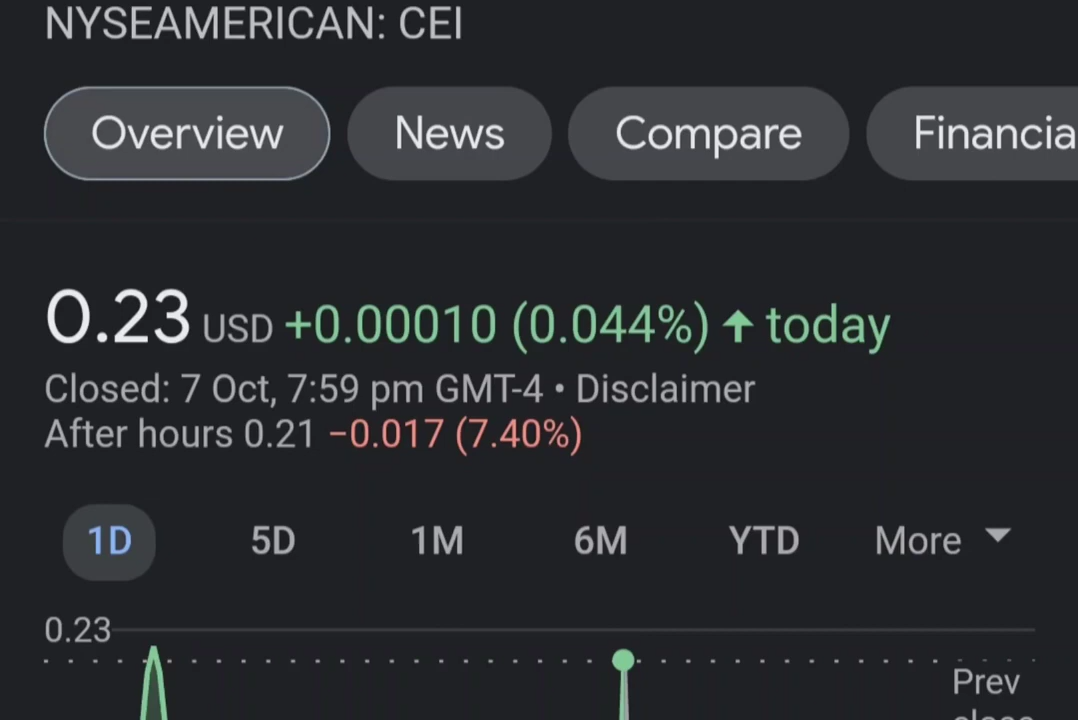 NYSEAMERICAN: CEI
Overview News Compare Financia
0.23 USD +0.00010 (0.044%) ↑ today
Closed: 7 Oct, 7:59 pm GMT-4 • Disclaimer
After hours 0.21 −0.017 (7.40%)
1D 5D 1M 6M YTD More
0.23
Prev
close